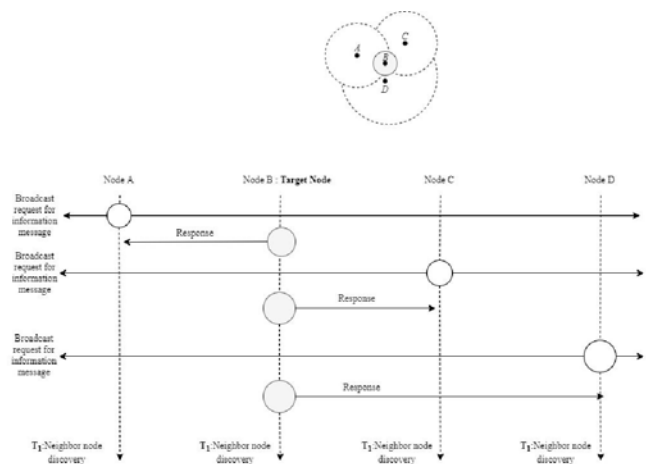 C
A
B
D
Node A
Node B : Target Node
Node C
Node D
Broadcast
request for
information
message
Response
Broadcast
request for
information
message
Response
Broadcast
request for
information
message
Response
T1:Neighbor node
discovery
T1:Neighbor node
discovery
T1:Neighbor node
discovery
T1:Neighbor node
discovery